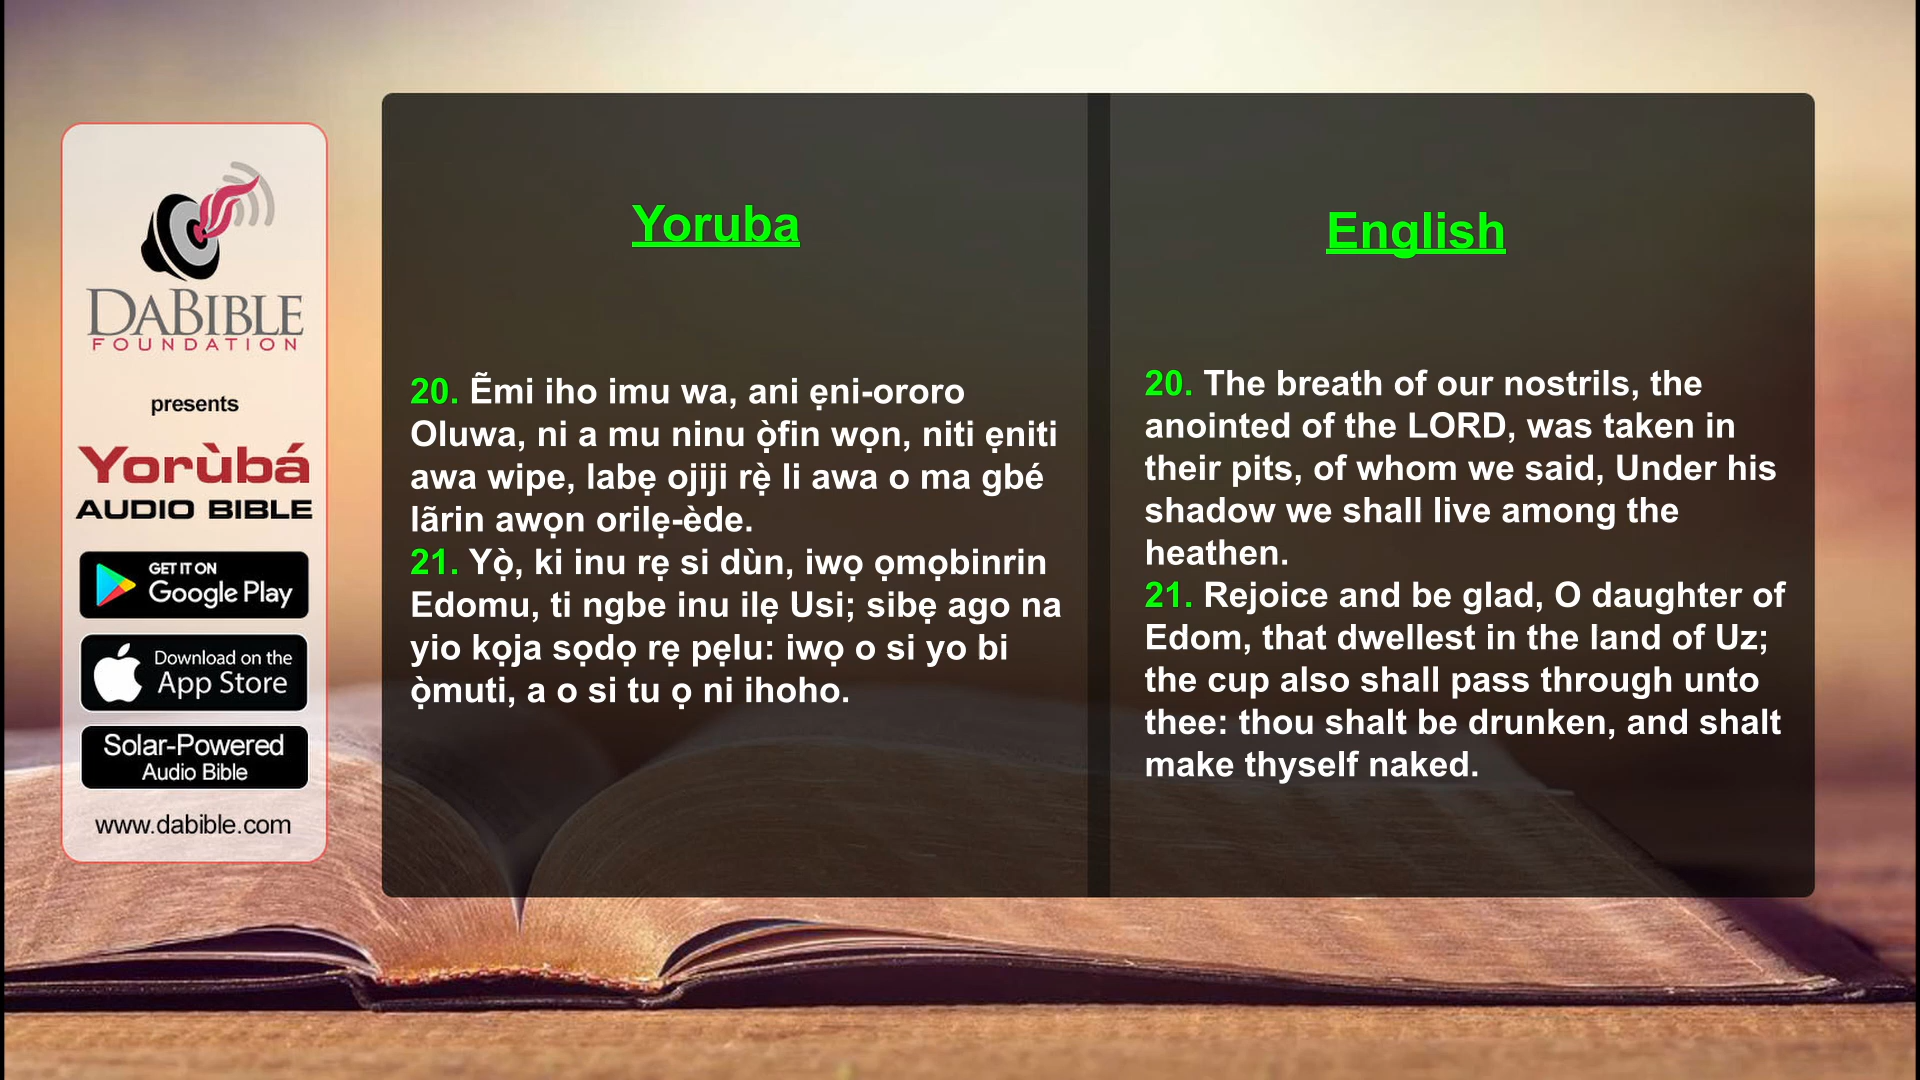 DABIBLE
FOUNDATION
presents
Yorùbá
AUDIO BIBLE
GET IT ON
Google Play
Download on the
App Store
Solar-Powered
Audio Bible
www.dabible.com
Yoruba
20. Ẽmi iho imu wa, ani ẹni-ororo
Oluwa, ni a mu ninu ọ̀fin wọn, niti ẹniti
awa wipe, labẹ ojiji rẹ̀ li awa o ma gbé
lãrin awọn orilẹ-ède.
21. Yọ̀, ki inu rẹ si dùn, iwọ ọmọbinrin
Edomu, ti ngbe inu ilẹ Usi; sibẹ ago na
yio kọja sọdọ rẹ pẹlu: iwọ o si yo bi
ọ̀muti, a o si tu ọ ni ihoho.
English
20. The breath of our nostrils, the
anointed of the LORD, was taken in
their pits, of whom we said, Under his
shadow we shall live among the
heathen.
21. Rejoice and be glad, O daughter of
Edom, that dwellest in the land of Uz;
the cup also shall pass through unto
thee: thou shalt be drunken, and shalt
make thyself naked.